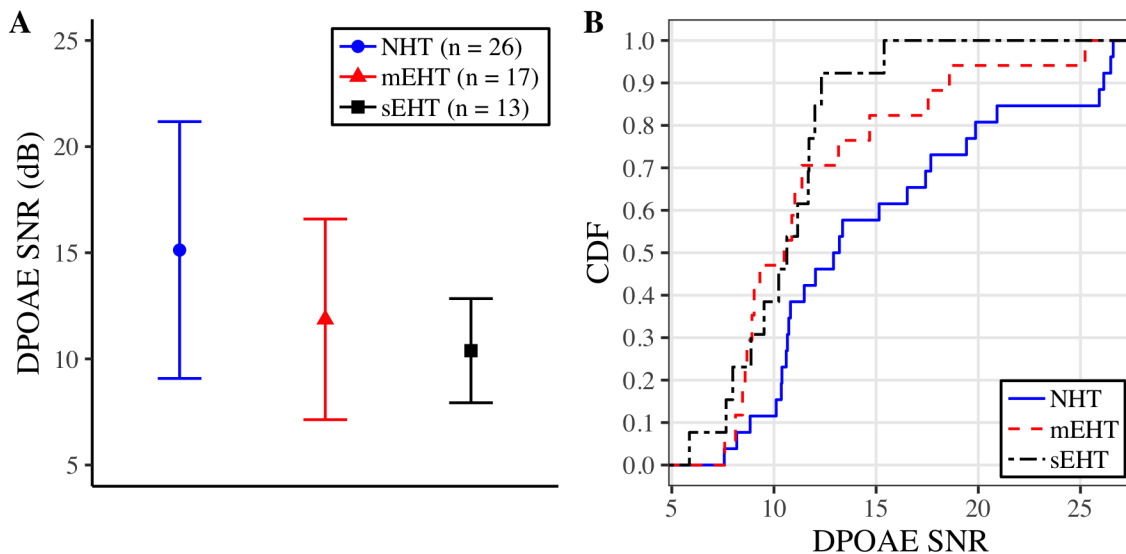 A
DPOAE SNR (dB)
25
20
15
10
5
NHT (n = 26)
mEHT (n = 17)
sEHT (n = 13)
B
CDF
1.0
0.9
0.8
0.7
0.6
0.5
0.4
0.3
0.2
0.1
0.0
NHT
mEHT
sEHT
5 10 15 20 25
DPOAE SNR